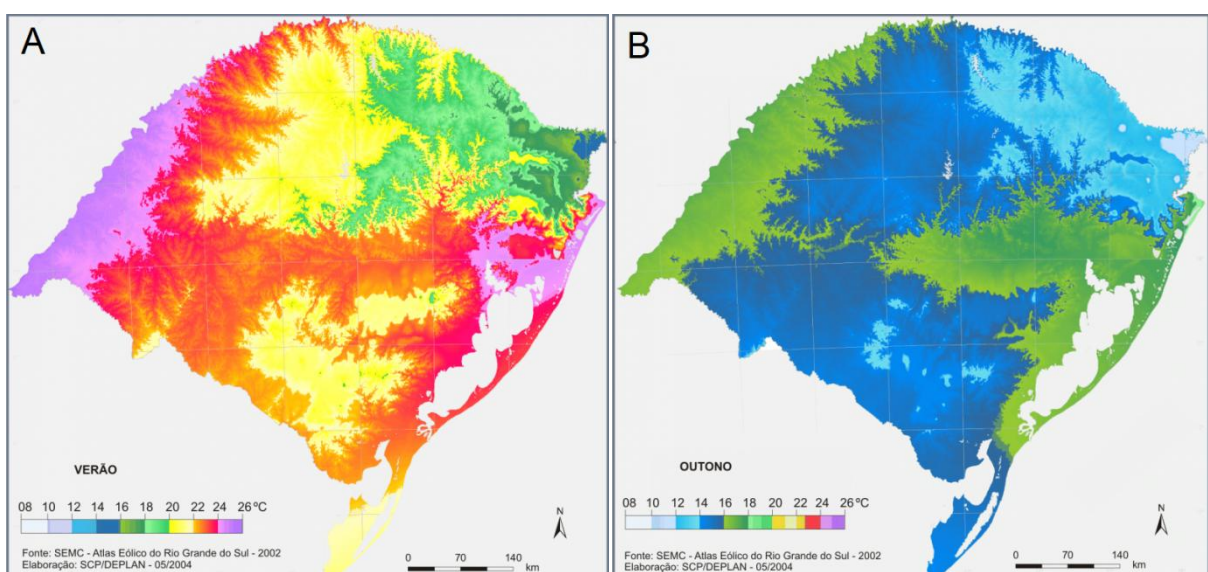 A
VERÃO
08 10 12 14 16 18 20 22 24 26ºC
Fonte: SEMC - Atlas Eólico do Rio Grande do Sul - 2002
Elaboração: SCP/DEPLAN - 05/2004
0 70 140
km
N
B
OUTONO
08 10 12 14 16 18 20 22 24 26ºC
Fonte: SEMC - Atlas Eólico do Rio Grande do Sul - 2002
Elaboração: SCP/DEPLAN - 05/2004
0 70 140
km
N